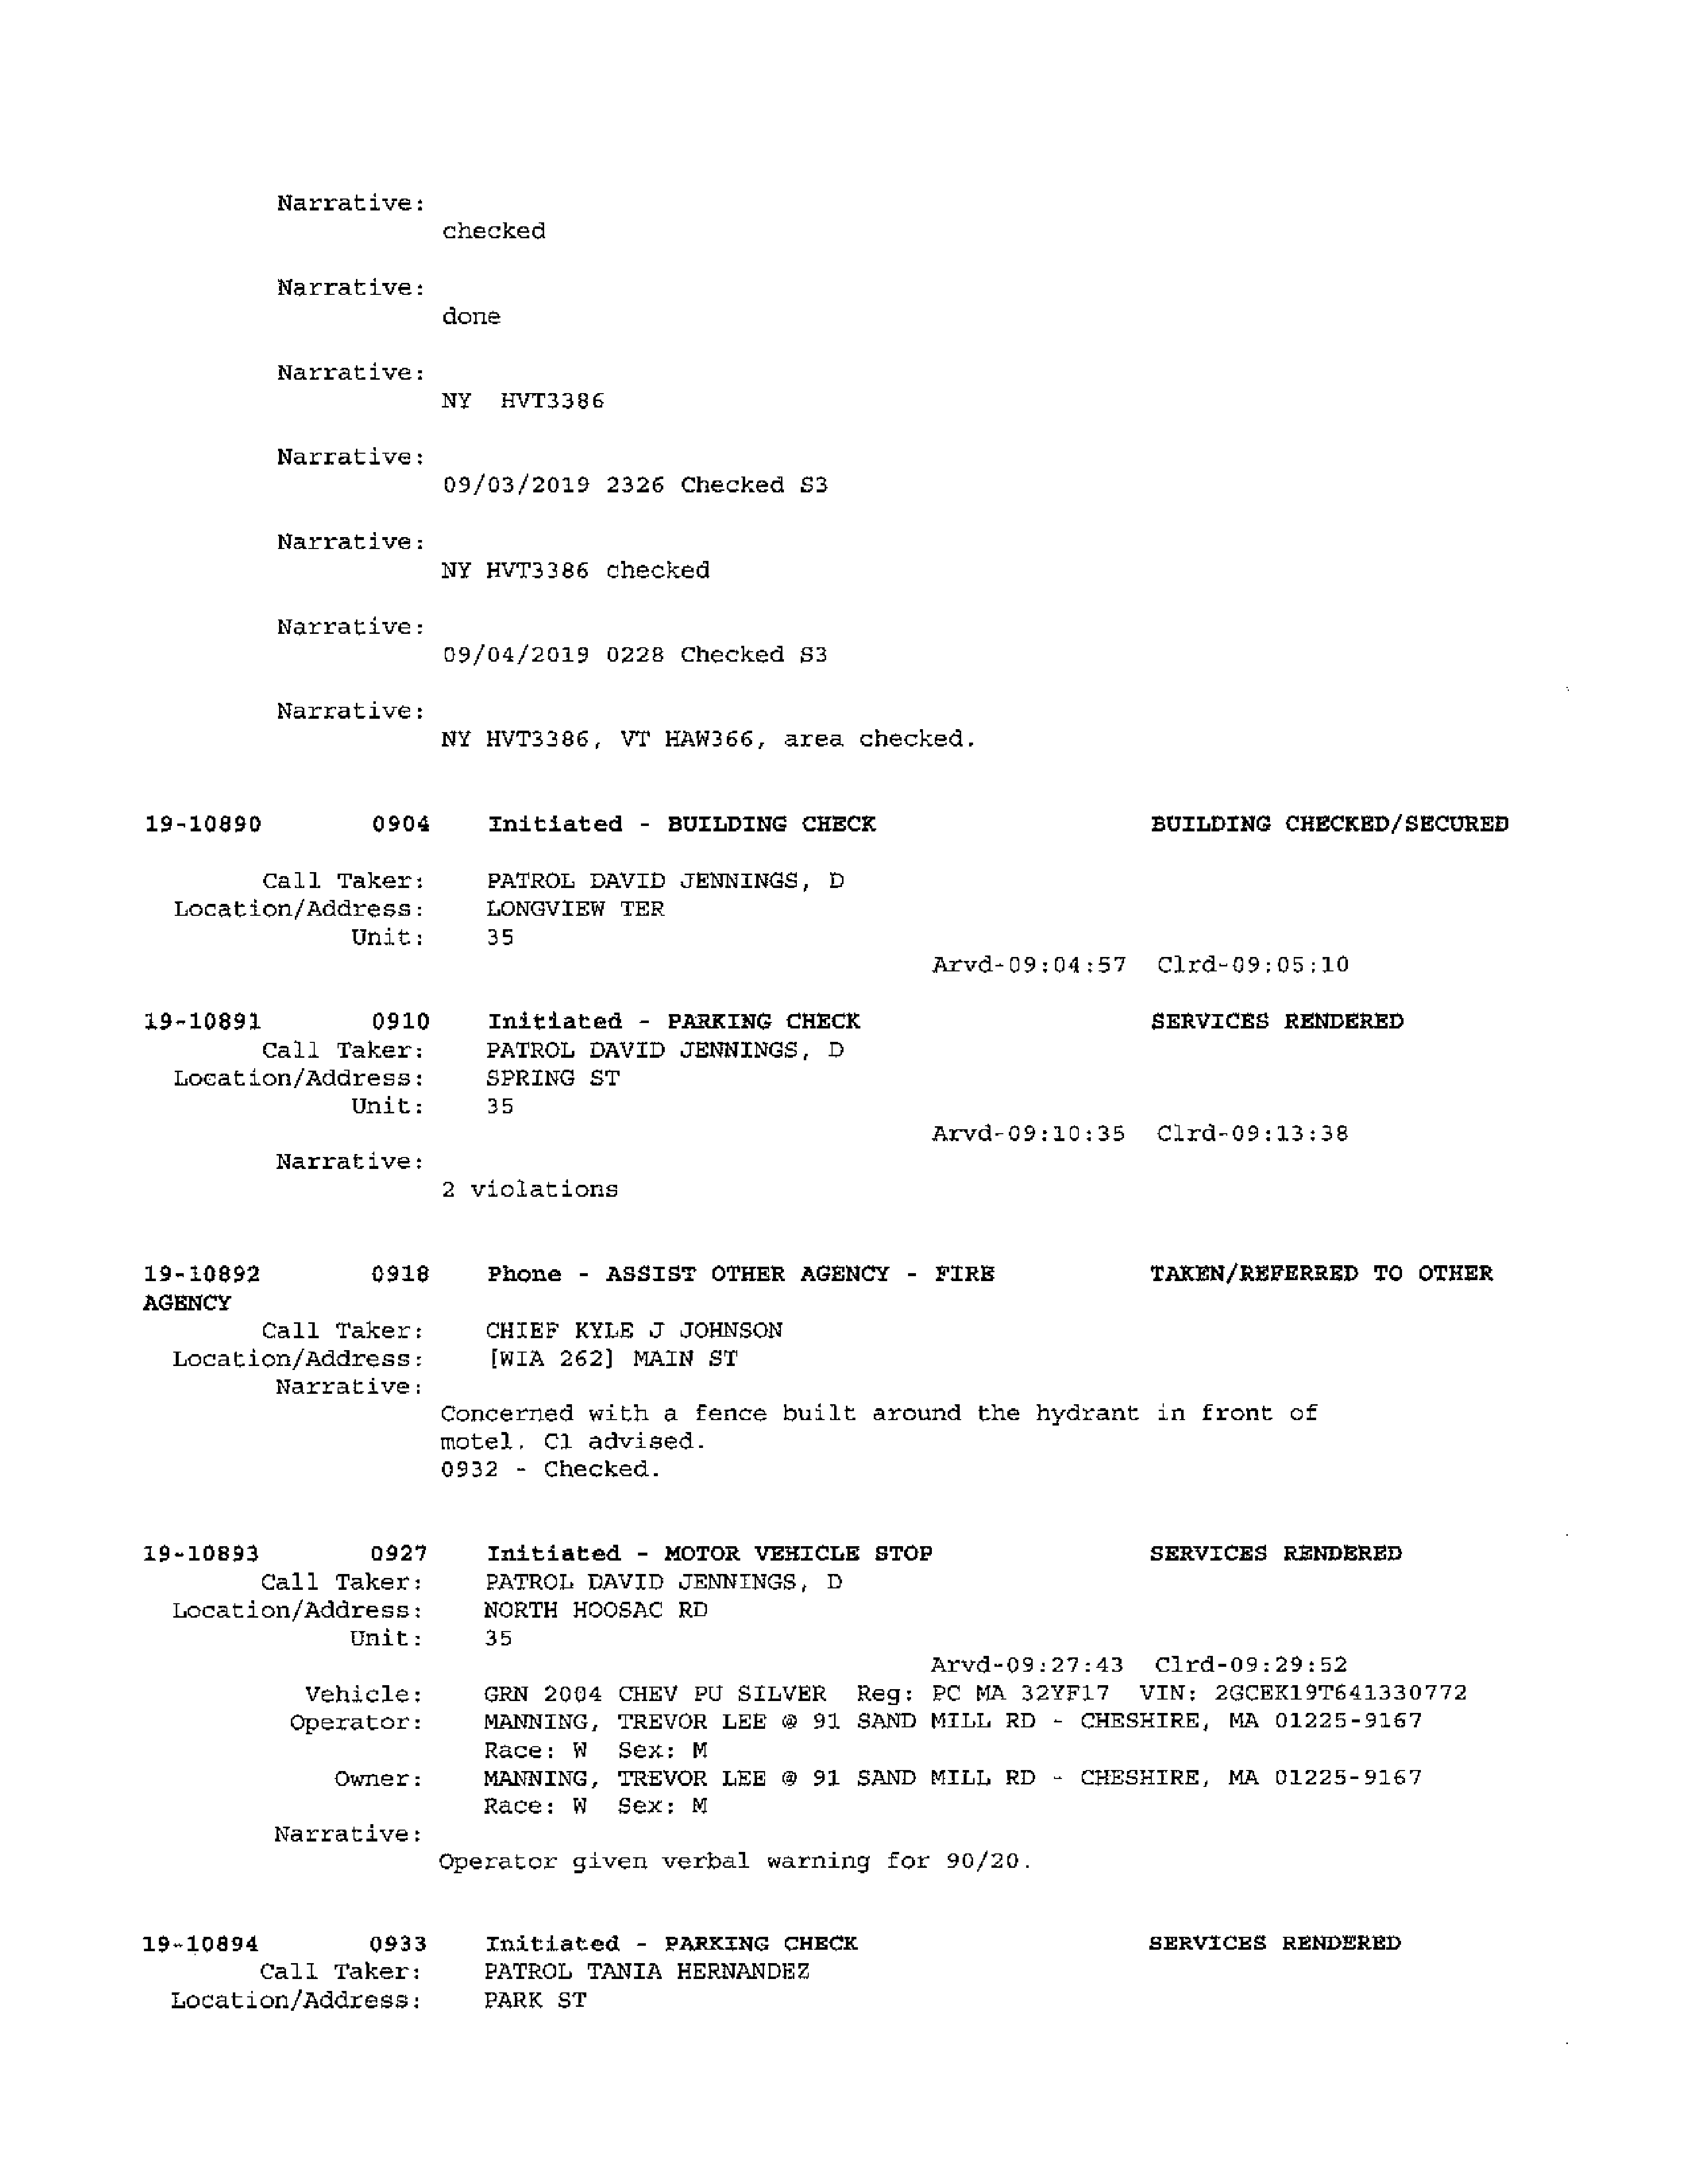 Narrative:
checked
Narrative:
done
Narrative:
NY  HVT3386
Narrative:
09/03/2019 2326 Checked S3
Narrative:
NY HVT3386 checked
Narrative:
09/04/2019 0228 Checked S3
Narrative:
NY HVT3386, VT HAW366, area checked.
19-10890 0904 Initiated - BUILDING CHECK BUILDING CHECKED/SECURED
Call Taker: PATROL DAVID JENNINGS, D
Location/Address: LONGVIEW TER
Unit: 35
Arvd-09:04:57 Clrd-09:05:10
19-10891 0910 Initiated - PARKING CHECK SERVICES RENDERED
Call Taker: PATROL DAVID JENNINGS, D
Location/Address: SPRING ST
Unit: 35
Arvd-09:10:35 Clrd-09:13:38
Narrative:
2 violations
19-10892 0918 Phone - ASSIST OTHER AGENCY - FIRE TAKEN/REFERRED TO OTHER
AGENCY
Call Taker: CHIEF KYLE J JOHNSON
Location/Address: [WIA 262] MAIN ST
Narrative:
Concerned with a fence built around the hydrant in front of
motel. C1 advised.
0932 - Checked.
19-10893 0927 Initiated - MOTOR VEHICLE STOP SERVICES RENDERED
Call Taker: PATROL DAVID JENNINGS, D
Location/Address: NORTH HOOSAC RD
Unit: 35
Arvd-09:27:43 Clrd-09:29:52
Vehicle: GRN 2004 CHEV PU SILVER Reg: PC MA 32YF17 VIN: 2GCEK19T641330772
Operator: MANNING, TREVOR LEE @ 91 SAND MILL RD - CHESHIRE, MA 01225-9167
Race: W Sex: M
Owner: MANNING, TREVOR LEE @ 91 SAND MILL RD - CHESHIRE, MA 01225-9167
Race: W Sex: M
Narrative:
Operator given verbal warning for 90/20.
19-10894 0933 Initiated - PARKING CHECK SERVICES RENDERED
Call Taker: PATROL TANIA HERNANDEZ
Location/Address: PARK ST